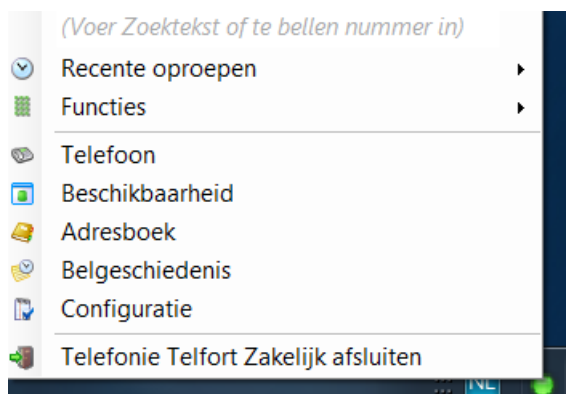 (Voer Zoektekst of te bellen nummer in)
Recente oproepen
Functies
Telefoon
Beschikbaarheid
Adresboek
Belgeschiedenis
Configuratie
Telefonie Telfort Zakelijk afsluiten
NL